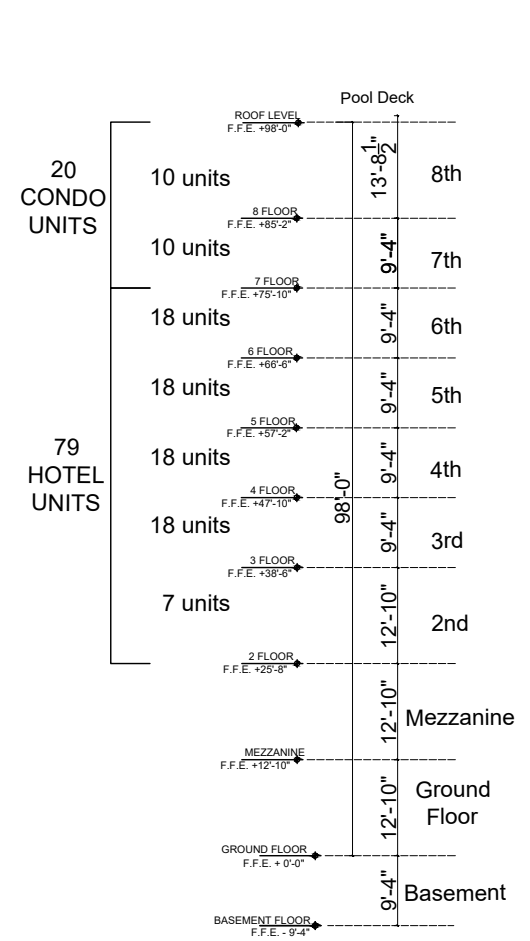 Pool Deck
ROOF LEVEL
F.F.E. +98'-0"
20
CONDO
UNITS
10 units
13'-8 1/2"
8th
8 FLOOR
F.F.E. +85'-2"
10 units
9'-4"
7th
7 FLOOR
F.F.E. +75'-10"
18 units
9'-4"
6th
6 FLOOR
F.F.E. +66'-6"
18 units
9'-4"
5th
5 FLOOR
F.F.E. +57'-2"
79
HOTEL
UNITS
18 units
9'-4"
4th
4 FLOOR
F.F.E. +47'-10"
98'-0"
18 units
9'-4"
3rd
3 FLOOR
F.F.E. +38'-6"
7 units
12'-10"
2nd
2 FLOOR
F.F.E. +25'-8"
12'-10"
Mezzanine
MEZZANINE
F.F.E. +12'-10"
12'-10"
Ground
Floor
GROUND FLOOR
F.F.E. + 0'-0"
9'-4"
Basement
BASEMENT FLOOR
F.F.E. - 9'-4"